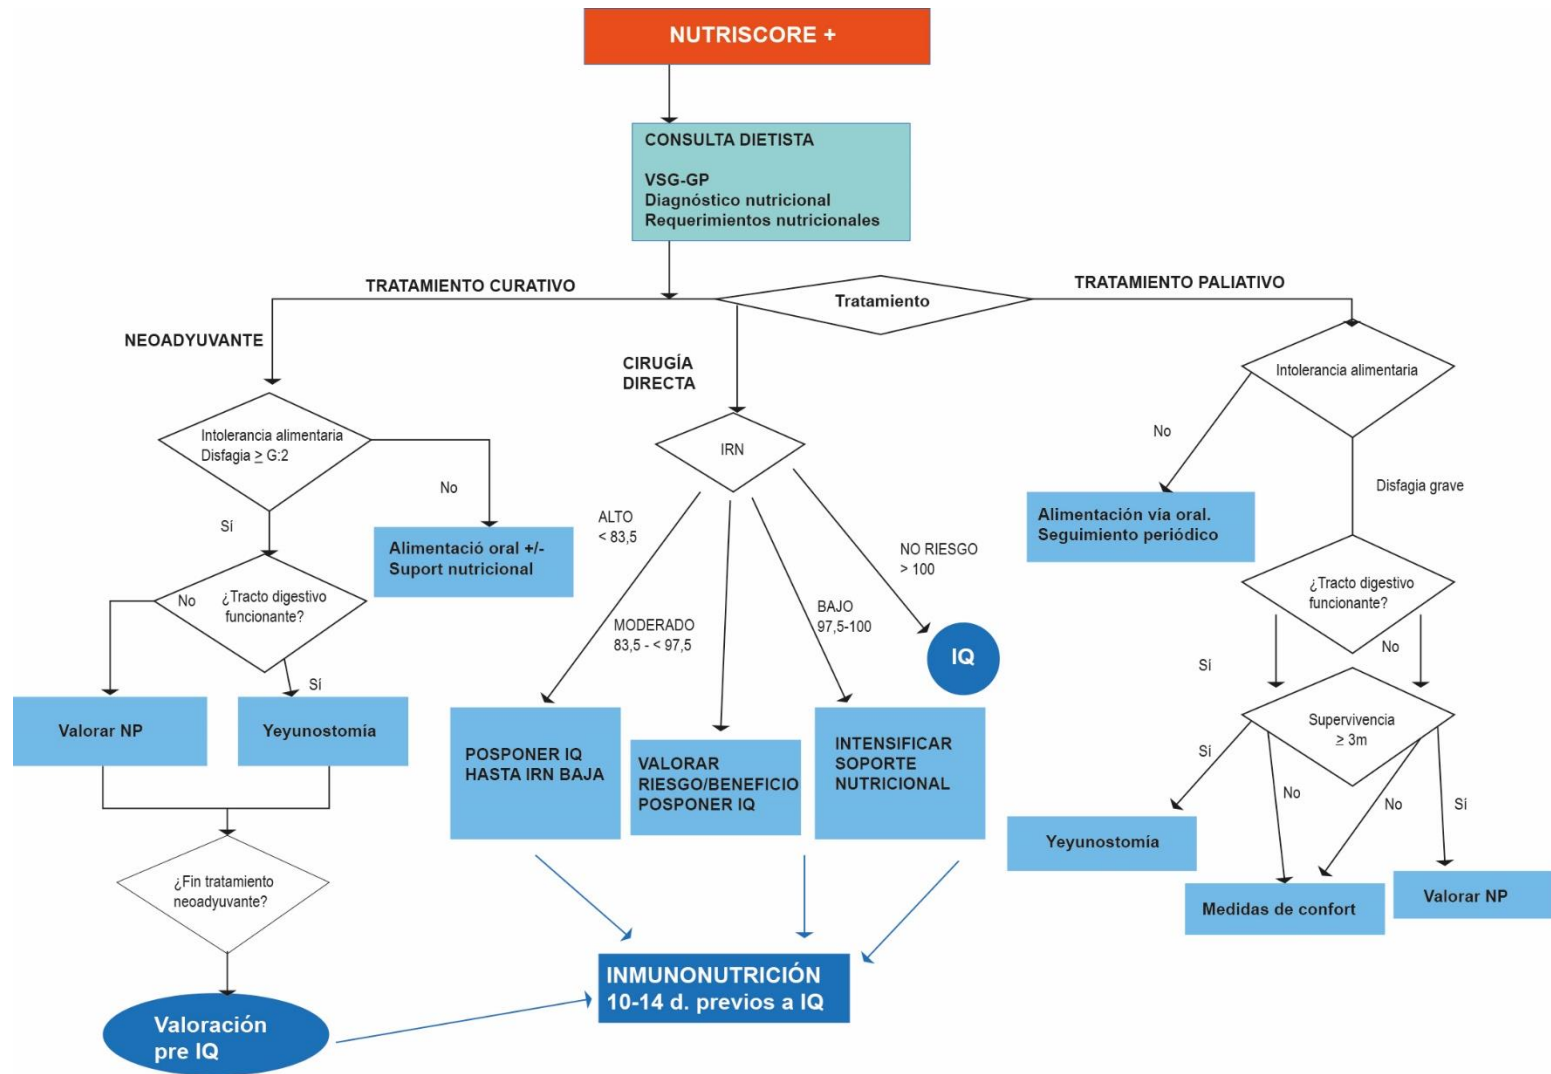 NUTRISCORE +
CONSULTA DIETISTA
VSG-GP
Diagnóstico nutricional
Requerimientos nutricionales
TRATAMIENTO CURATIVO
Tratamiento
TRATAMIENTO PALIATIVO
NEOADYUVANTE
Intolerancia alimentaria
Disfagia ≥ G:2
No
Alimentació oral +/-
Suport nutricional
Sí
¿Tracto digestivo
funcionante?
No
Valorar NP
Sí
Yeyunostomía
¿Fin tratamiento
neoadyuvante?
Valoración
pre IQ
CIRUGÍA
DIRECTA
IRN
ALTO
< 83,5
MODERADO
83,5 - < 97,5
BAJO
97,5-100
NO RIESGO
> 100
IQ
POSPONER IQ
HASTA IRN BAJA
VALORAR
RIESGO/BENEFICIO
POSPONER IQ
INTENSIFICAR
SOPORTE
NUTRICIONAL
INMUNONUTRICIÓN
10-14 d. previos a IQ
Intolerancia alimentaria
No
Alimentación vía oral.
Seguimiento periódico
Disfagia grave
¿Tracto digestivo
funcionante?
Sí
No
Supervivencia
≥ 3m
Sí
No
No
Sí
Yeyunostomía
Medidas de confort
Valorar NP